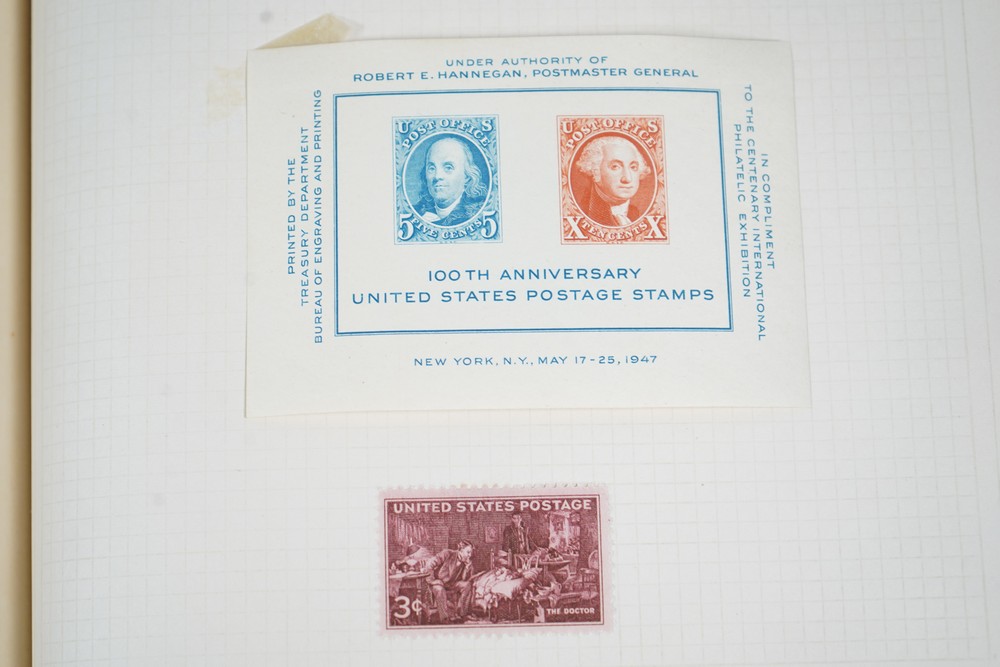 UNDER AUTHORITY OF
ROBERT E. HANNEGAN, POSTMASTER GENERAL
PRINTED BY THE
TREASURY DEPARTMENT
BUREAU OF ENGRAVING AND PRINTING
U S
POST OFFICE
5 5
FIVE CENTS
U S
POST OFFICE
X X
TEN CENTS
100TH ANNIVERSARY
UNITED STATES POSTAGE STAMPS
IN COMPLIMENT
TO THE CENTENARY INTERNATIONAL
PHILATELIC EXHIBITION
NEW YORK, N.Y., MAY 17-25, 1947
UNITED STATES POSTAGE
3¢
THE DOCTOR